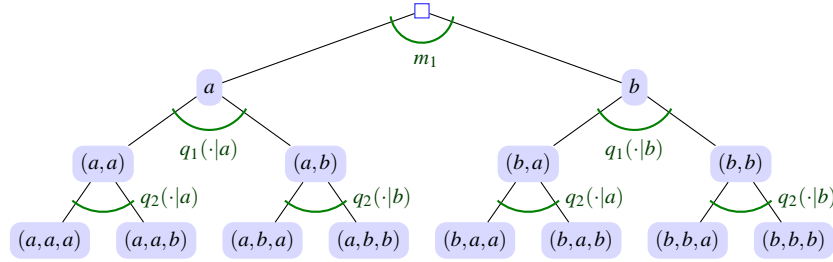 m₁
a b
q₁(·|a) q₁(·|b)
(a,a) (a,b) (b,a) (b,b)
q₂(·|a) q₂(·|b) q₂(·|a) q₂(·|b)
(a,a,a) (a,a,b) (a,b,a) (a,b,b) (b,a,a) (b,a,b) (b,b,a) (b,b,b)